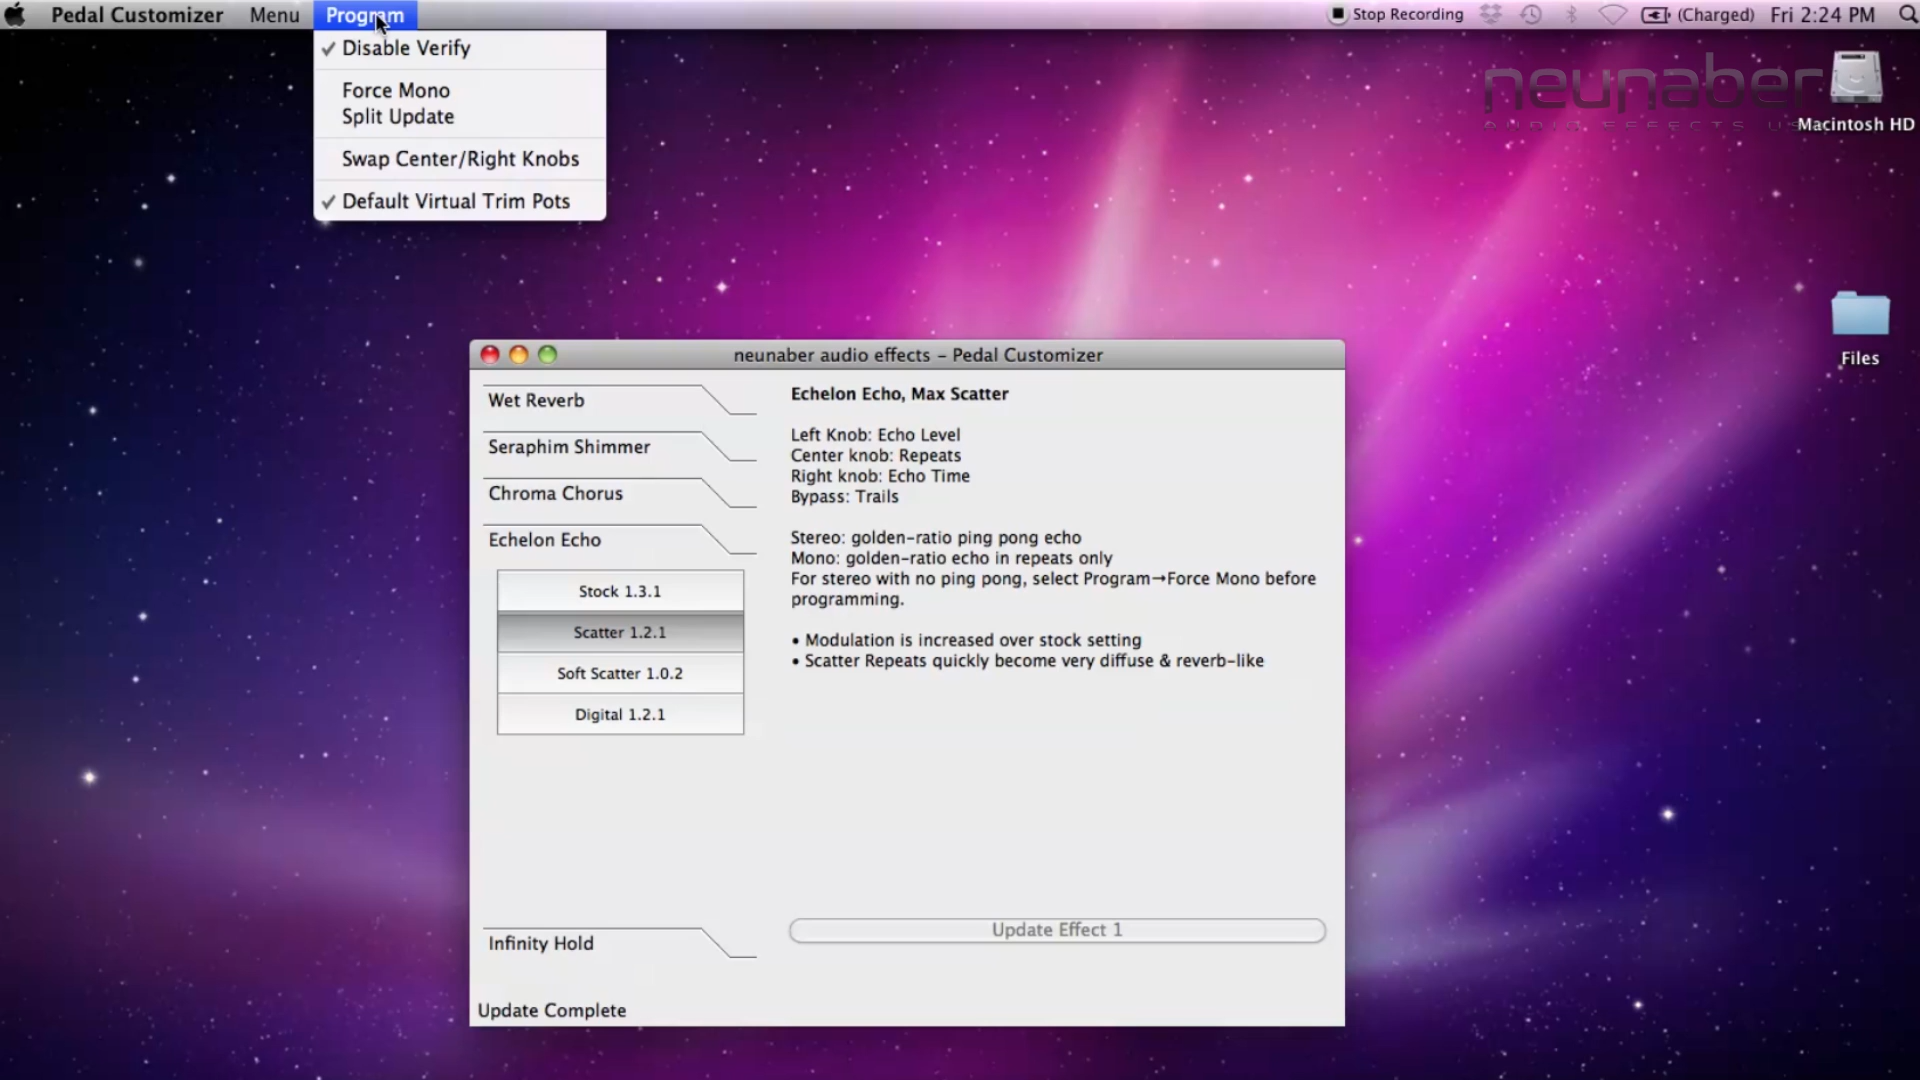 Pedal Customizer Menu Program Stop Recording (Charged) Fri 2:24 PM
✓ Disable Verify
Force Mono
Split Update
Swap Center/Right Knobs
✓ Default Virtual Trim Pots
neunaber
AUDIO EFFECTS
Macintosh HD
Files
neunaber audio effects – Pedal Customizer
Wet Reverb
Seraphim Shimmer
Chroma Chorus
Echelon Echo
Stock 1.3.1
Scatter 1.2.1
Soft Scatter 1.0.2
Digital 1.2.1
Infinity Hold
Update Complete
Echelon Echo, Max Scatter
Left Knob: Echo Level
Center knob: Repeats
Right knob: Echo Time
Bypass: Trails
Stereo: golden-ratio ping pong echo
Mono: golden-ratio echo in repeats only
For stereo with no ping pong, select Program→Force Mono before
programming.
• Modulation is increased over stock setting
• Scatter Repeats quickly become very diffuse & reverb-like
Update Effect 1